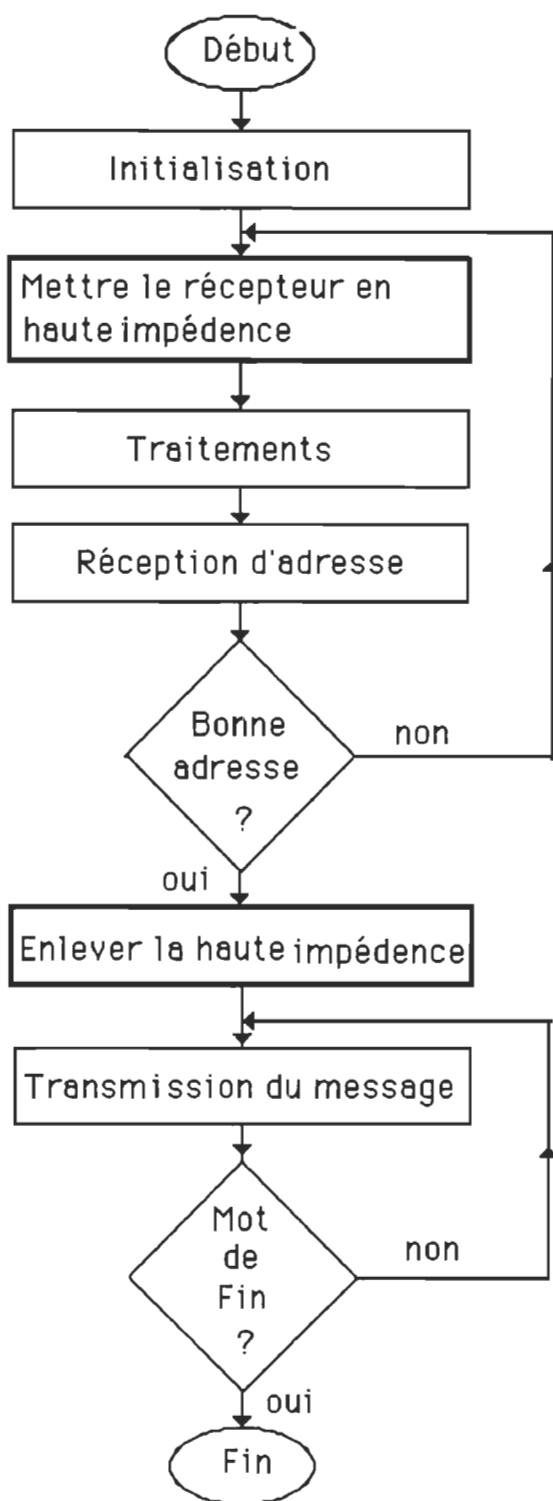 Début
Initialisation
Mettre le récepteur en
haute impédence
Traitements
Réception d'adresse
Bonne
adresse
?
non
oui
Enlever la haute impédence
Transmission du message
Mot
de
Fin
?
non
oui
Fin